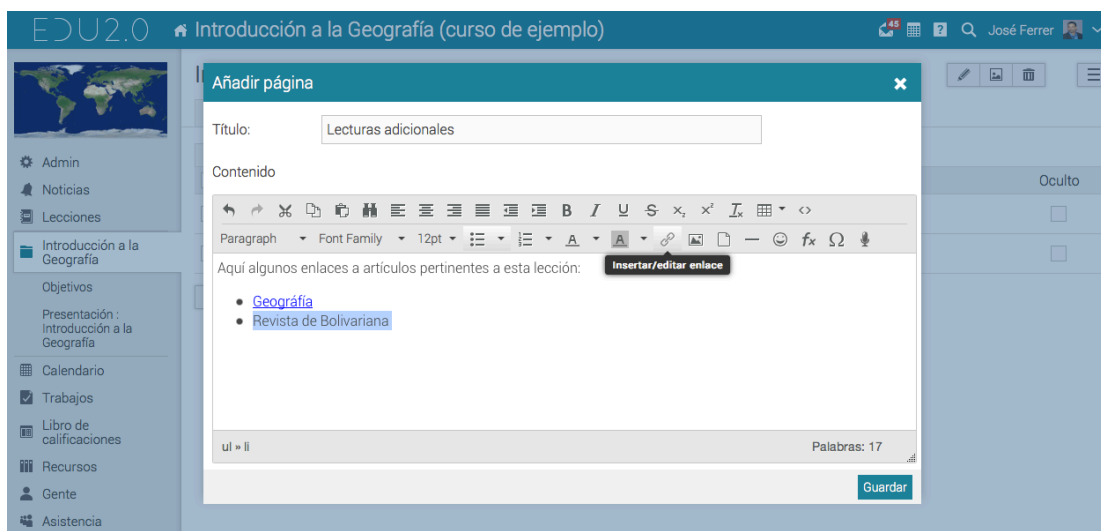 EDU2.0
Introducción a la Geografía (curso de ejemplo)
45
?
José Ferrer
Añadir página
Título:
Lecturas adicionales
Contenido
Paragraph
Font Family
12pt
Insertar/editar enlace
Aquí algunos enlaces a artículos pertinentes a esta lección:
Geográfía
Revista de Bolivariana
ul » li
Palabras: 17
Guardar
Oculto
Admin
Noticias
Lecciones
Introducción a la
Geografía
Objetivos
Presentación :
Introducción a la
Geografía
Calendario
Trabajos
Libro de
calificaciones
Recursos
Gente
Asistencia